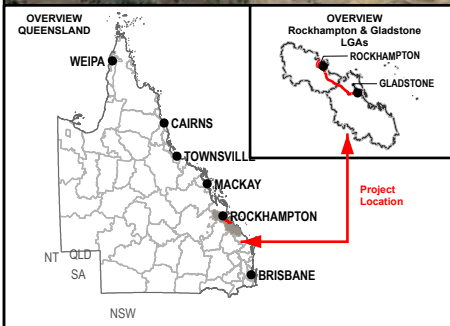 OVERVIEW
QUEENSLAND
WEIPA
CAIRNS
TOWNSVILLE
MACKAY
ROCKHAMPTON
BRISBANE
NT
QLD
SA
NSW
OVERVIEW
Rockhampton & Gladstone
LGAs
ROCKHAMPTON
GLADSTONE
Project
Location